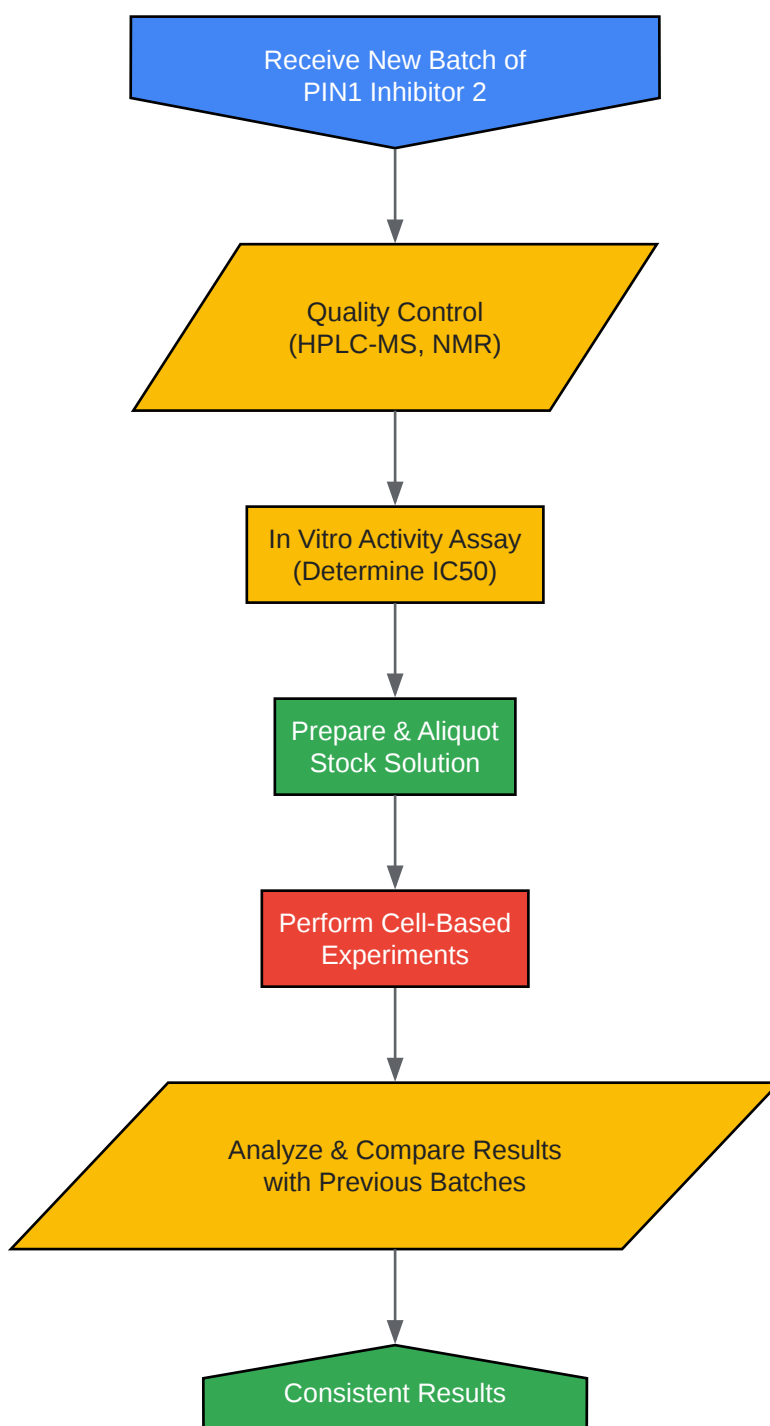 Receive New Batch of
PIN1 Inhibitor 2
Quality Control
(HPLC-MS, NMR)
In Vitro Activity Assay
(Determine IC50)
Prepare & Aliquot
Stock Solution
Perform Cell-Based
Experiments
Analyze & Compare Results
with Previous Batches
Consistent Results